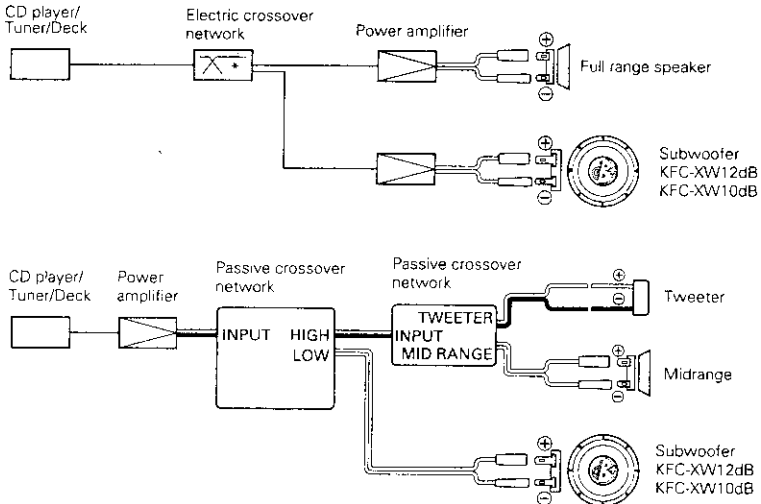 CD player/
Tuner/Deck
Electric crossover
network
Power amplifier
⊕
⊖
Full range speaker
⊕
⊖
Subwoofer
KFC-XW12dB
KFC-XW10dB
CD player/
Tuner/Deck
Power
amplifier
Passive crossover
network
INPUT HIGH
LOW
Passive crossover
network
TWEETER
INPUT
MID RANGE
⊕
⊖
Tweeter
⊕
⊖
Midrange
⊕
⊖
Subwoofer
KFC-XW12dB
KFC-XW10dB